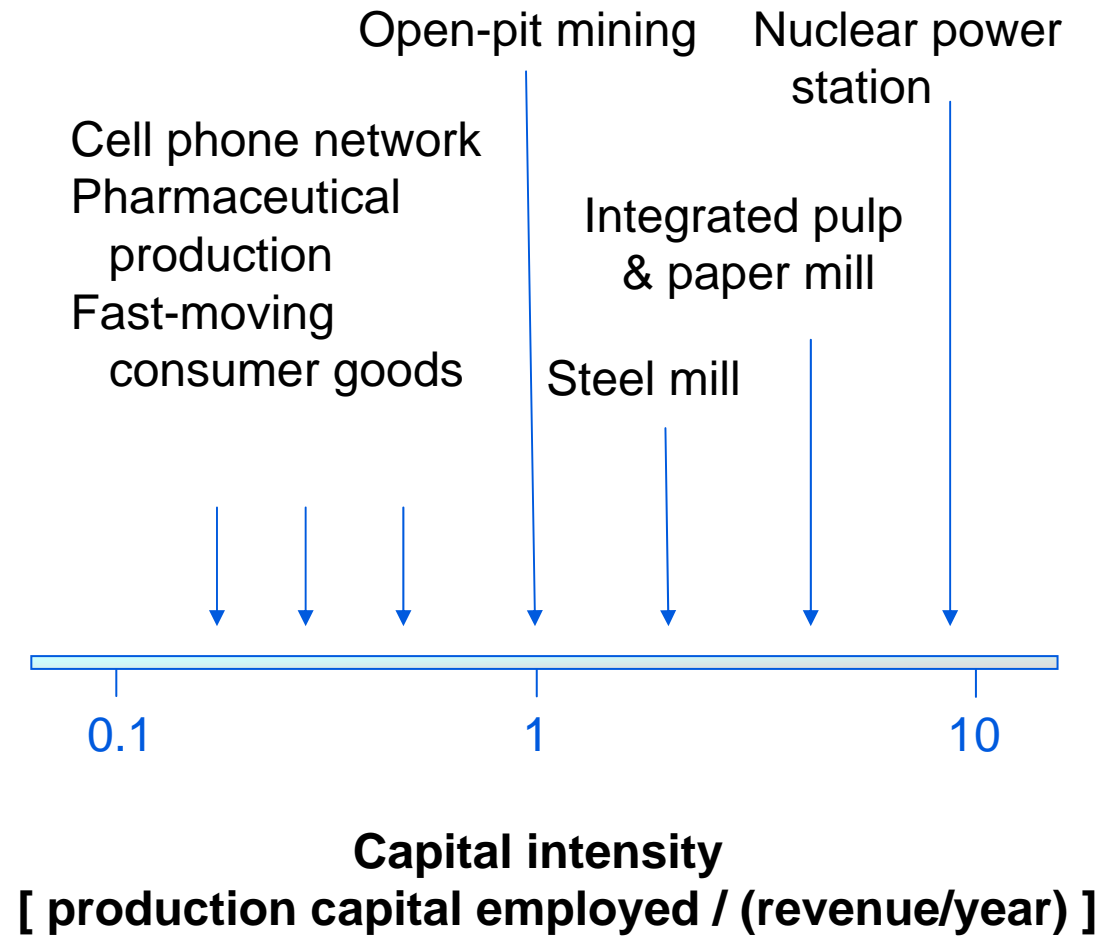 Open-pit mining
Nuclear power
station
Cell phone network
Pharmaceutical
production
Fast-moving
consumer goods
Integrated pulp
& paper mill
Steel mill
0.1
1
10
Capital intensity
[ production capital employed / (revenue/year) ]